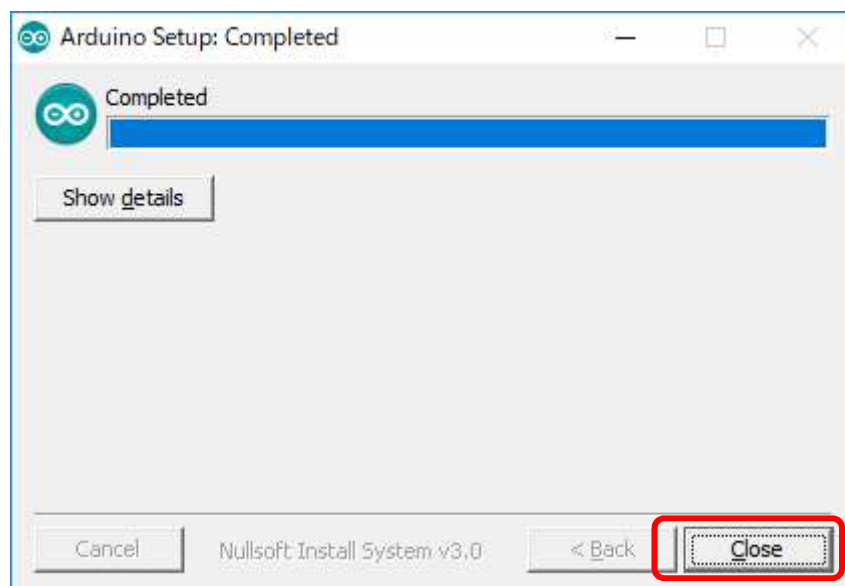 Arduino Setup: Completed
Completed
Show details
Cancel
Nullsoft Install System v3.0
< Back
Close